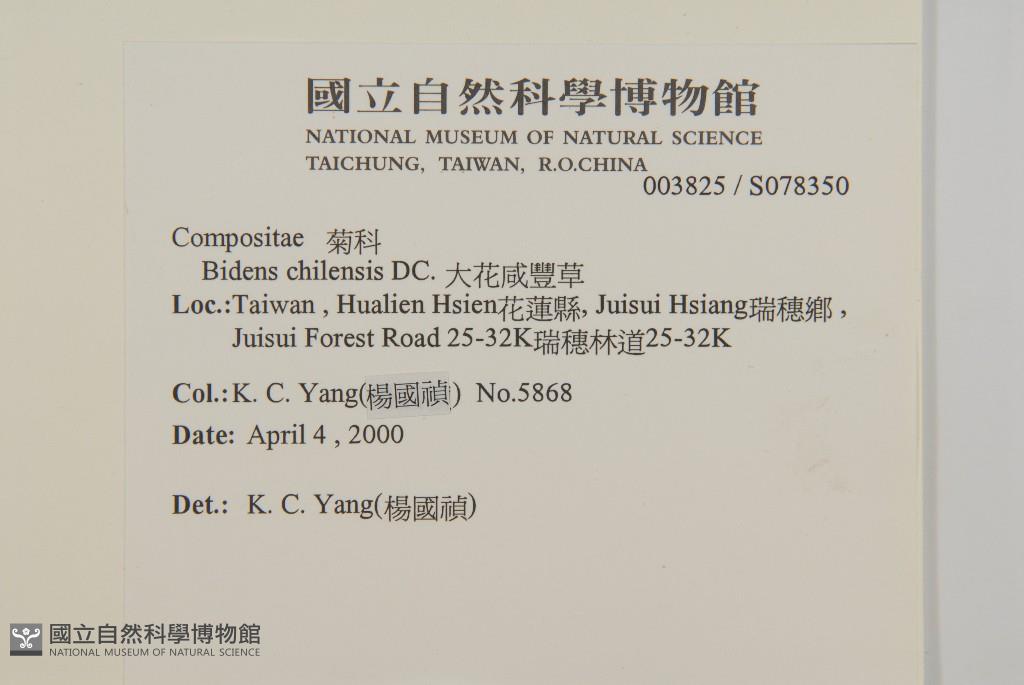 國立自然科學博物館
NATIONAL MUSEUM OF NATURAL SCIENCE
TAICHUNG, TAIWAN, R.O.CHINA
003825 / S078350
Compositae 菊科
Bidens chilensis DC. 大花咸豐草
Loc.:Taiwan , Hualien Hsien花蓮縣, Juisui Hsiang瑞穗鄉 ,
Juisui Forest Road 25-32K瑞穗林道25-32K
Col.:K. C. Yang(楊國禎) No.5868
Date: April 4 , 2000
Det.: K. C. Yang(楊國禎)
國立自然科學博物館
NATIONAL MUSEUM OF NATURAL SCIENCE